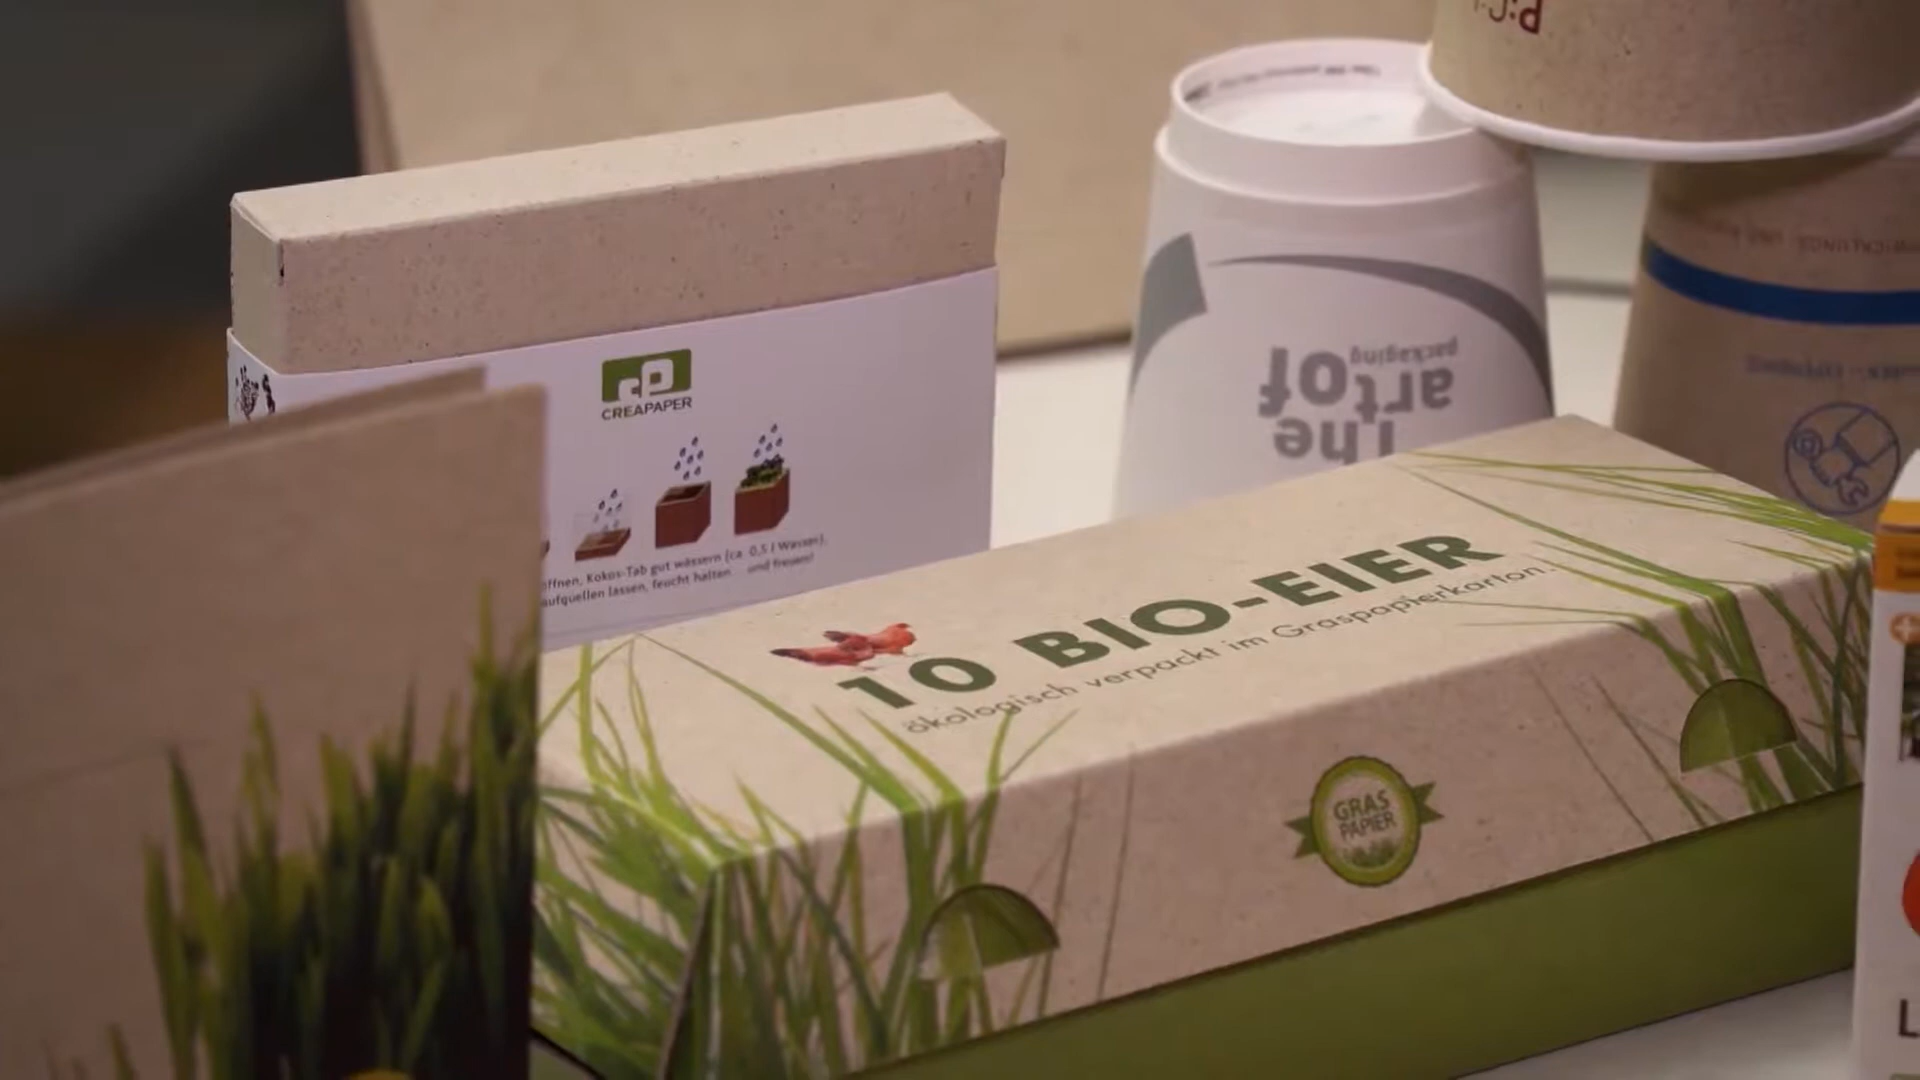 CREAPAPER
Kokos-Tab gut wässern (ca. 0,5 l Wasser),
aufquellen lassen, feucht halten und freuen!
The
art of
packaging
10 BIO-EIER
ökologisch verpackt im Graspapierkarton.
GRAS
PAPIER